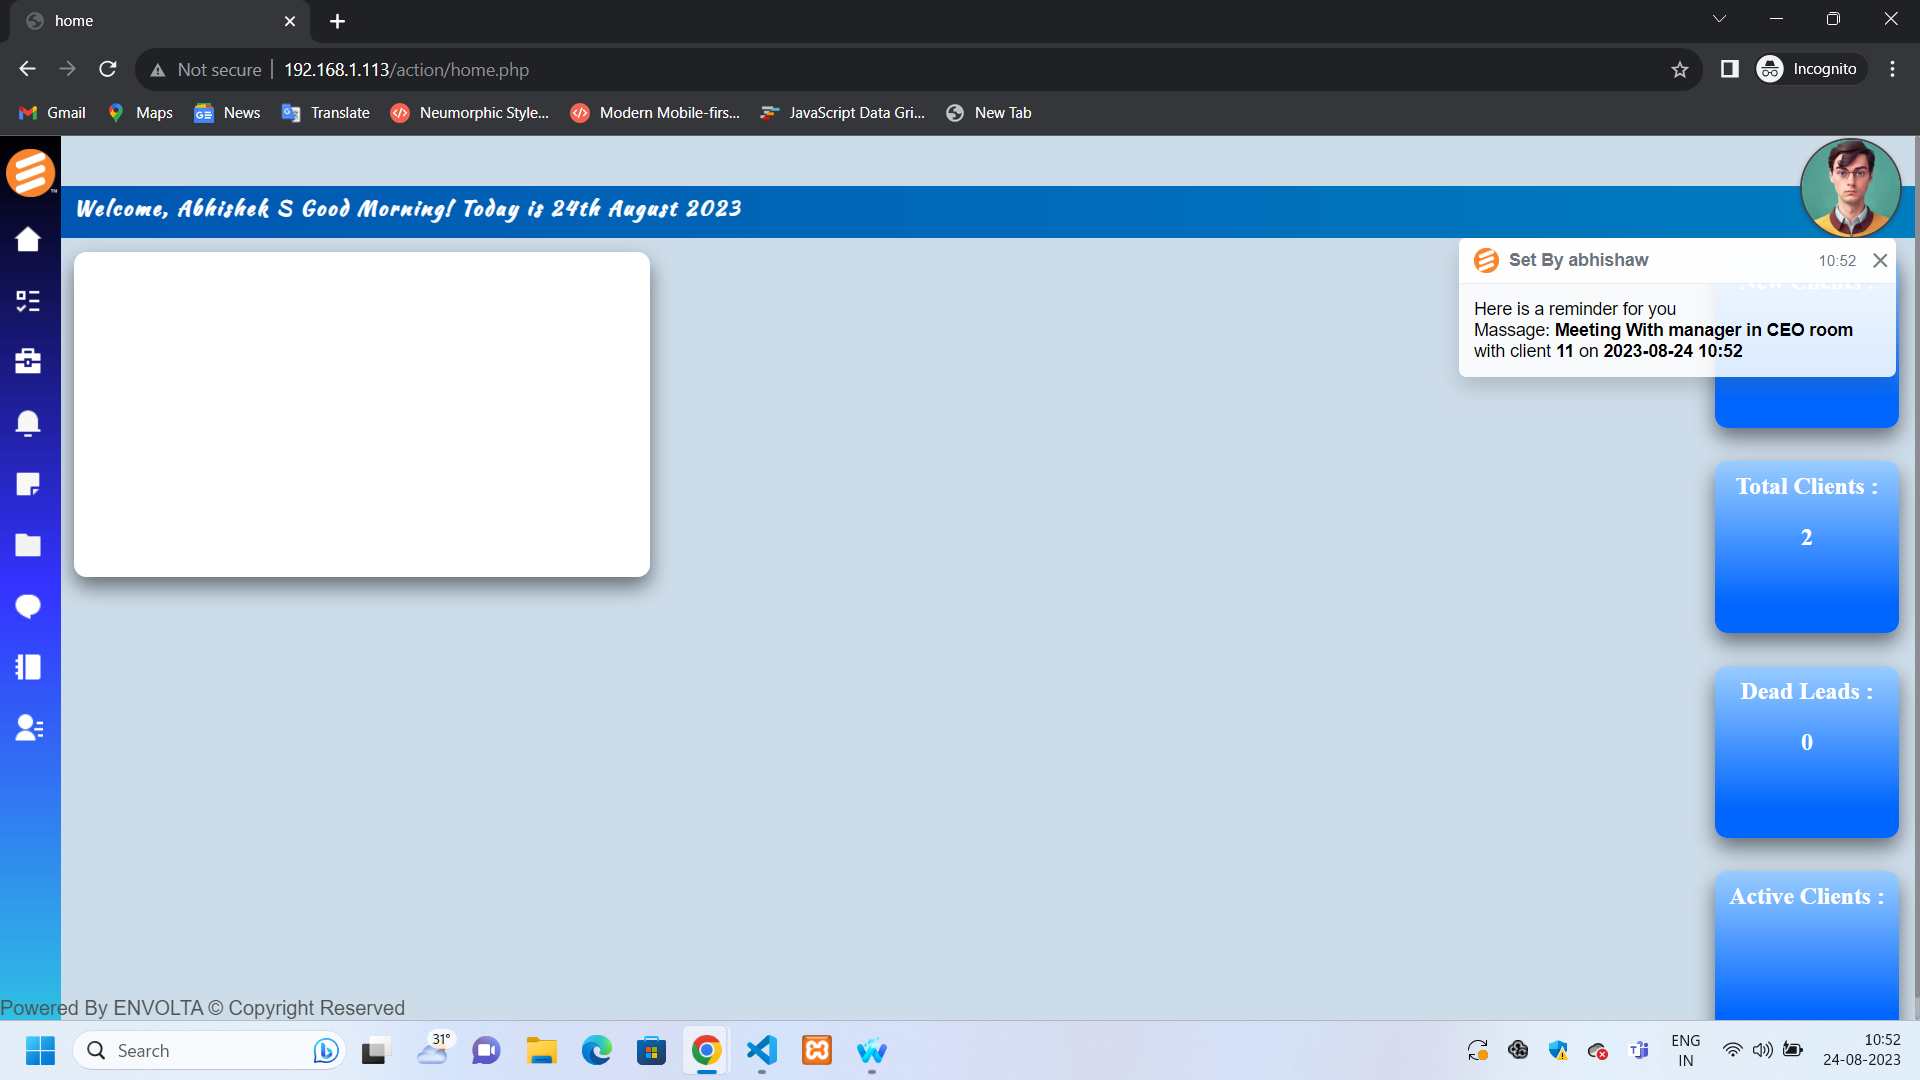 home
Not secure
192.168.1.113/action/home.php
Incognito
Gmail
Maps
News
Translate
Neumorphic Style...
Modern Mobile-firs...
JavaScript Data Gri...
New Tab
Welcome, Abhishek S Good Morning! Today is 24th August 2023
Set By abhishaw
10:52
New Clients :
Here is a reminder for you
Massage: Meeting With manager in CEO room
with client 11 on 2023-08-24 10:52
Total Clients :
2
Dead Leads :
0
Active Clients :
Powered By ENVOLTA © Copyright Reserved
Search
31°
ENG
IN
10:52
24-08-2023